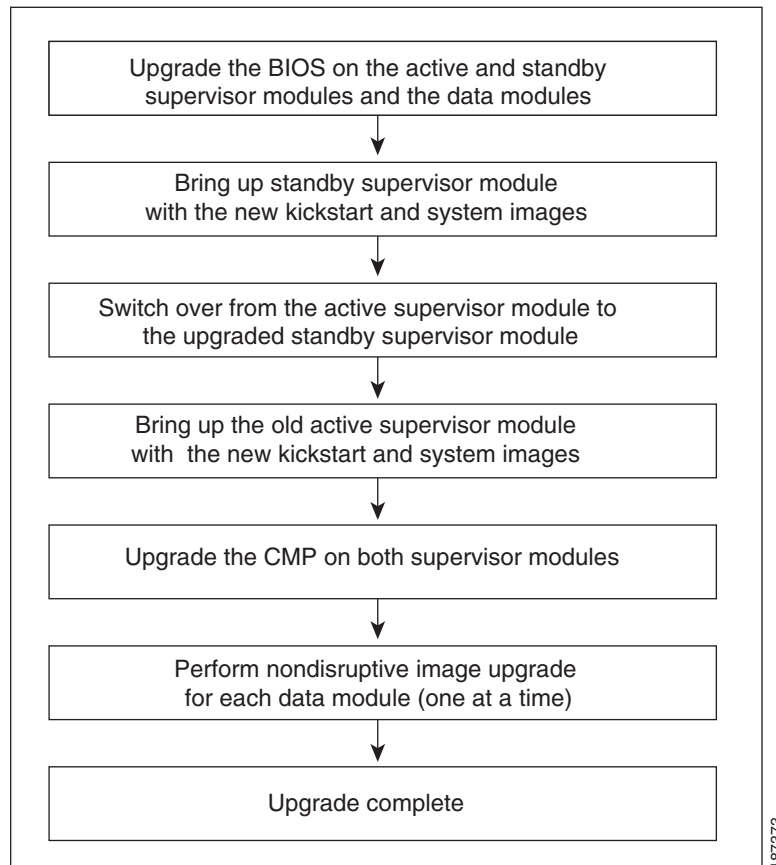 Upgrade the BIOS on the active and standby
supervisor modules and the data modules
Bring up standby supervisor module
with the new kickstart and system images
Switch over from the active supervisor module to
the upgraded standby supervisor module
Bring up the old active supervisor module
with the new kickstart and system images
Upgrade the CMP on both supervisor modules
Perform nondisruptive image upgrade
for each data module (one at a time)
Upgrade complete